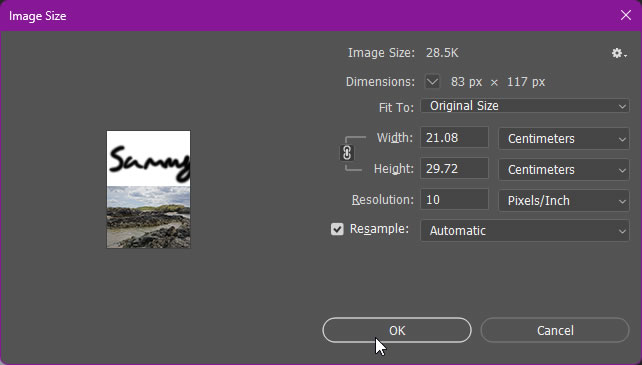 Image Size
Image Size: 28.5K
Dimensions: 83 px × 117 px
Fit To: Original Size
Width: 21.08 Centimeters
Height: 29.72 Centimeters
Resolution: 10 Pixels/Inch
Resample: Automatic
Sammy
OK Cancel